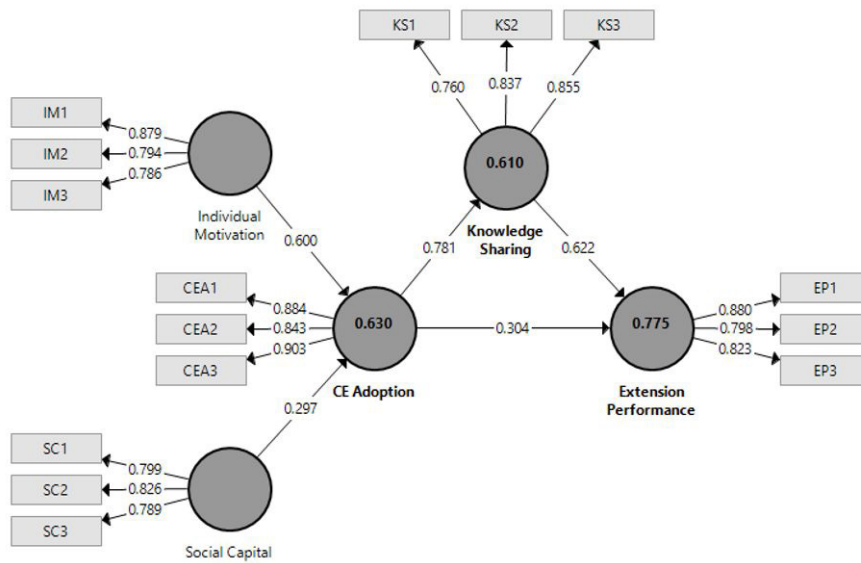 KS1
KS2
KS3
0.760
0.837
0.855
IM1
IM2
IM3
0.879
0.794
0.786
Individual
Motivation
0.610
Knowledge
Sharing
0.600
0.781
0.622
CEA1
CEA2
CEA3
0.884
0.843
0.903
0.630
CE Adoption
0.304
0.775
Extension
Performance
0.880
0.798
0.823
EP1
EP2
EP3
0.297
SC1
SC2
SC3
0.799
0.826
0.789
Social Capital